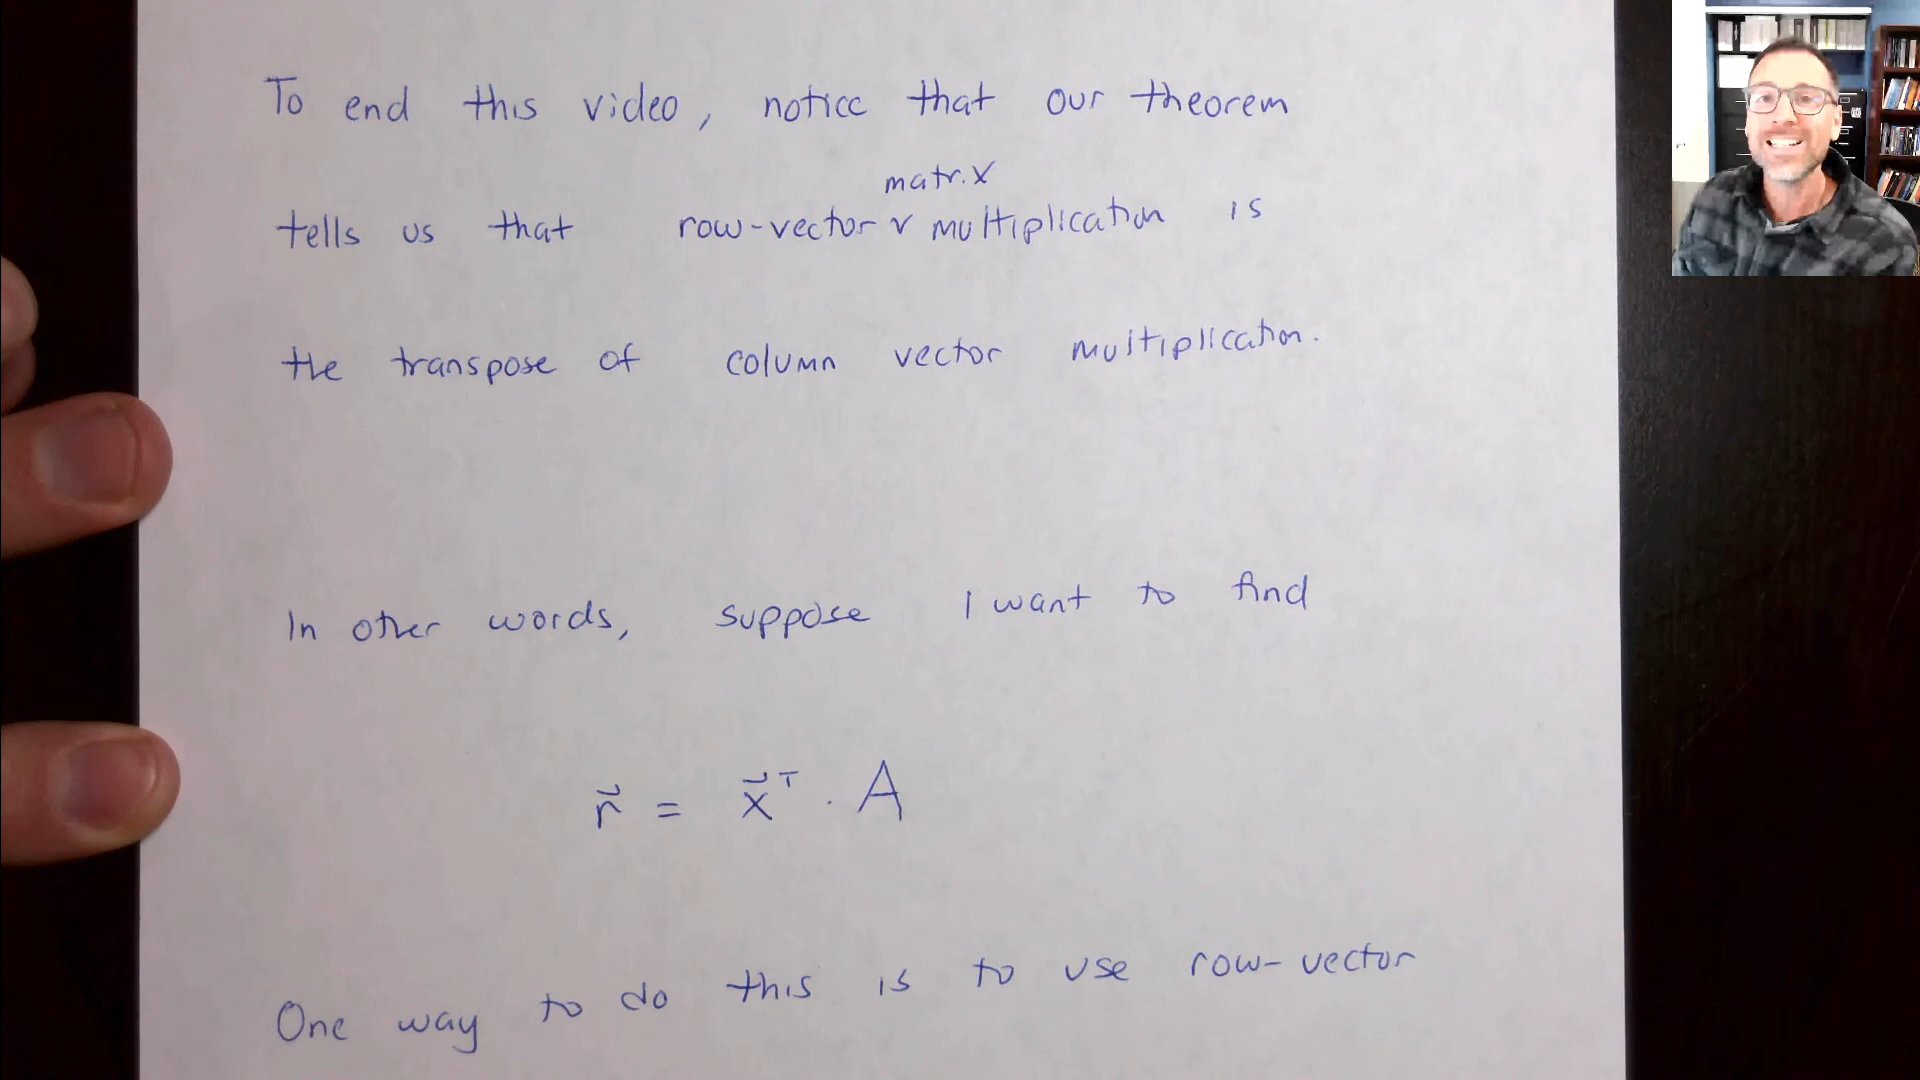 To end this video, notice that our theorem
matrix
tells us that row-vector v multiplication is
the transpose of column vector multiplication.
In other words, suppose I want to find
r⃗ = x⃗ᵀ · A
One way to do this is to use row-vector